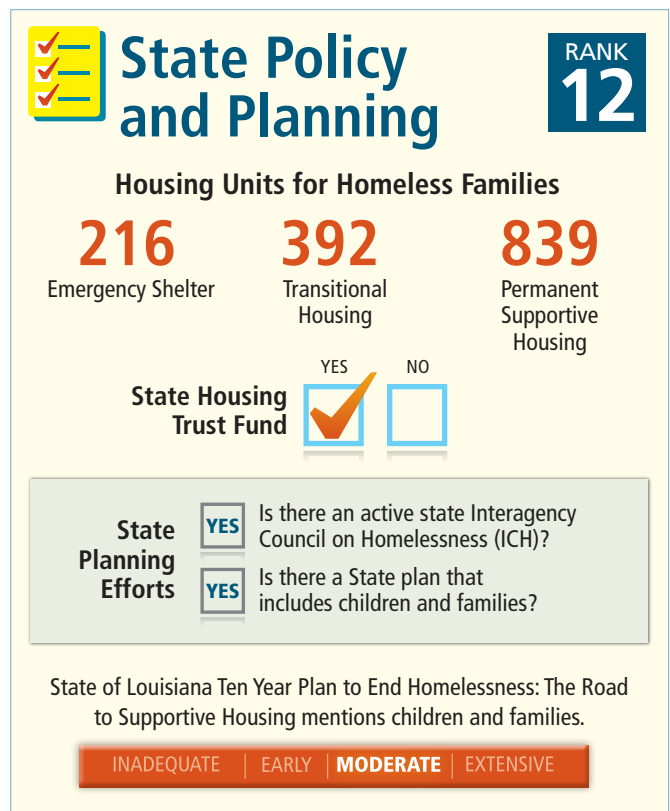 State Policy
and Planning
RANK
12
Housing Units for Homeless Families
216
Emergency Shelter
392
Transitional
Housing
839
Permanent
Supportive
Housing
State Housing
Trust Fund
YES
NO
State
Planning
Efforts
YES
Is there an active state Interagency
Council on Homelessness (ICH)?
YES
Is there a State plan that
includes children and families?
State of Louisiana Ten Year Plan to End Homelessness: The Road
to Supportive Housing mentions children and families.
INADEQUATE | EARLY | MODERATE | EXTENSIVE